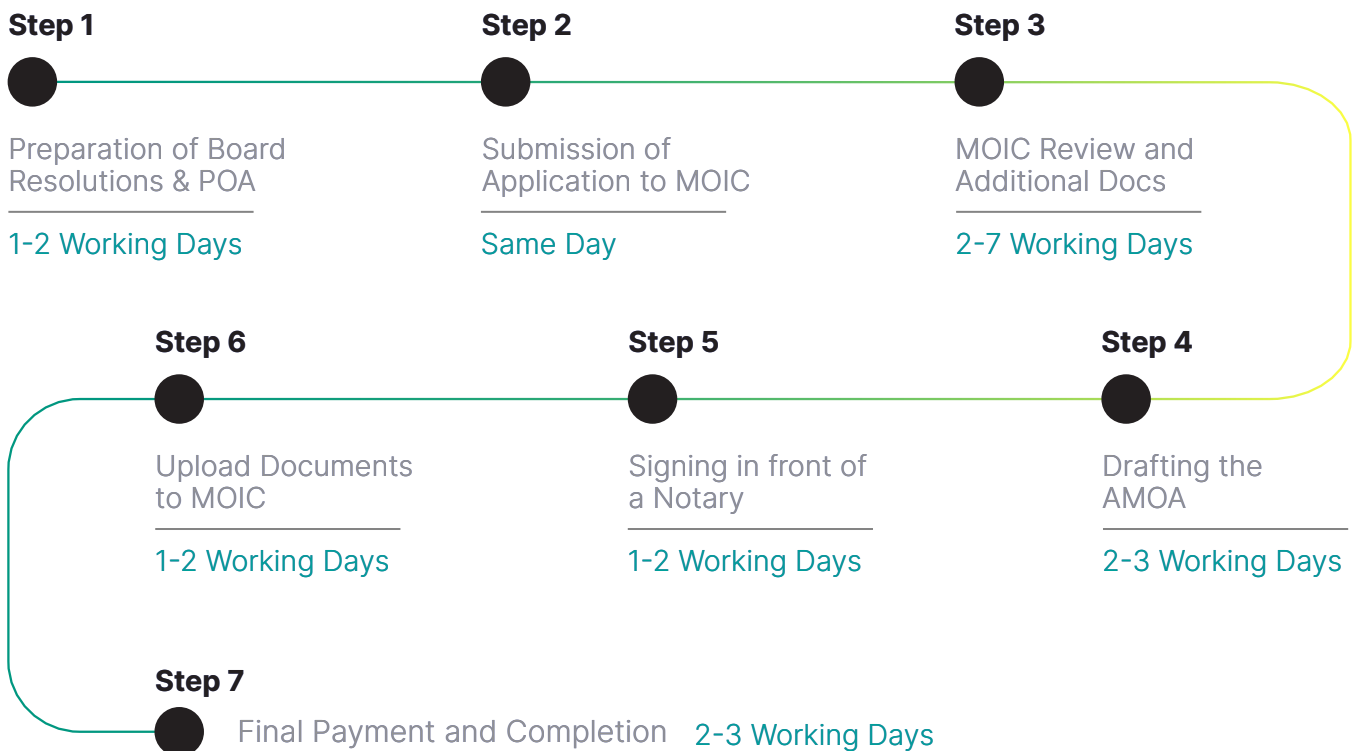 Step 1
Preparation of Board
Resolutions & POA
1-2 Working Days
Step 2
Submission of
Application to MOIC
Same Day
Step 3
MOIC Review and
Additional Docs
2-7 Working Days
Step 4
Drafting the
AMOA
2-3 Working Days
Step 5
Signing in front of
a Notary
1-2 Working Days
Step 6
Upload Documents
to MOIC
1-2 Working Days
Step 7
Final Payment and Completion
2-3 Working Days